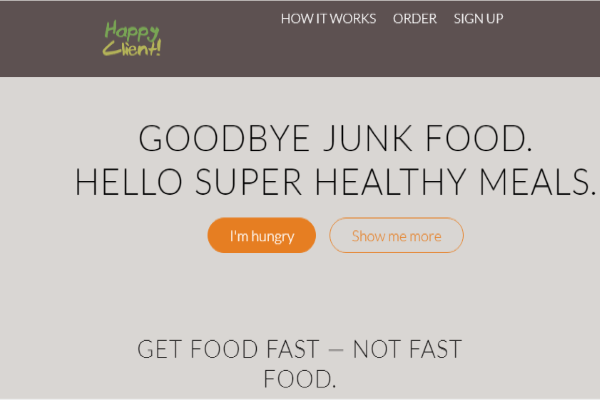 Happy
Client!
HOW IT WORKS ORDER SIGN UP
GOODBYE JUNK FOOD.
HELLO SUPER HEALTHY MEALS.
I'm hungry Show me more
GET FOOD FAST — NOT FAST
FOOD.